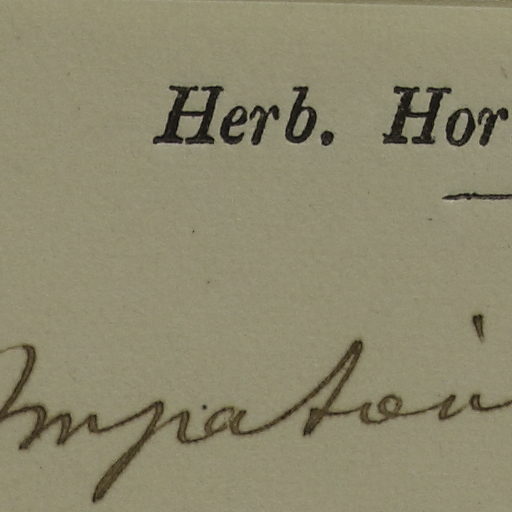 Herb. Hor
Impatien